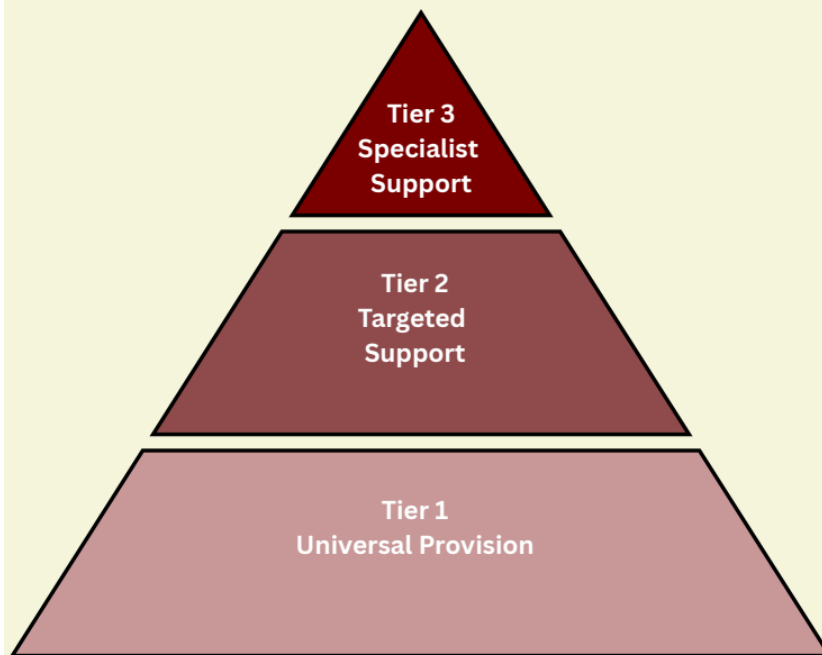 Tier 3
Specialist
Support
Tier 2
Targeted
Support
Tier 1
Universal Provision